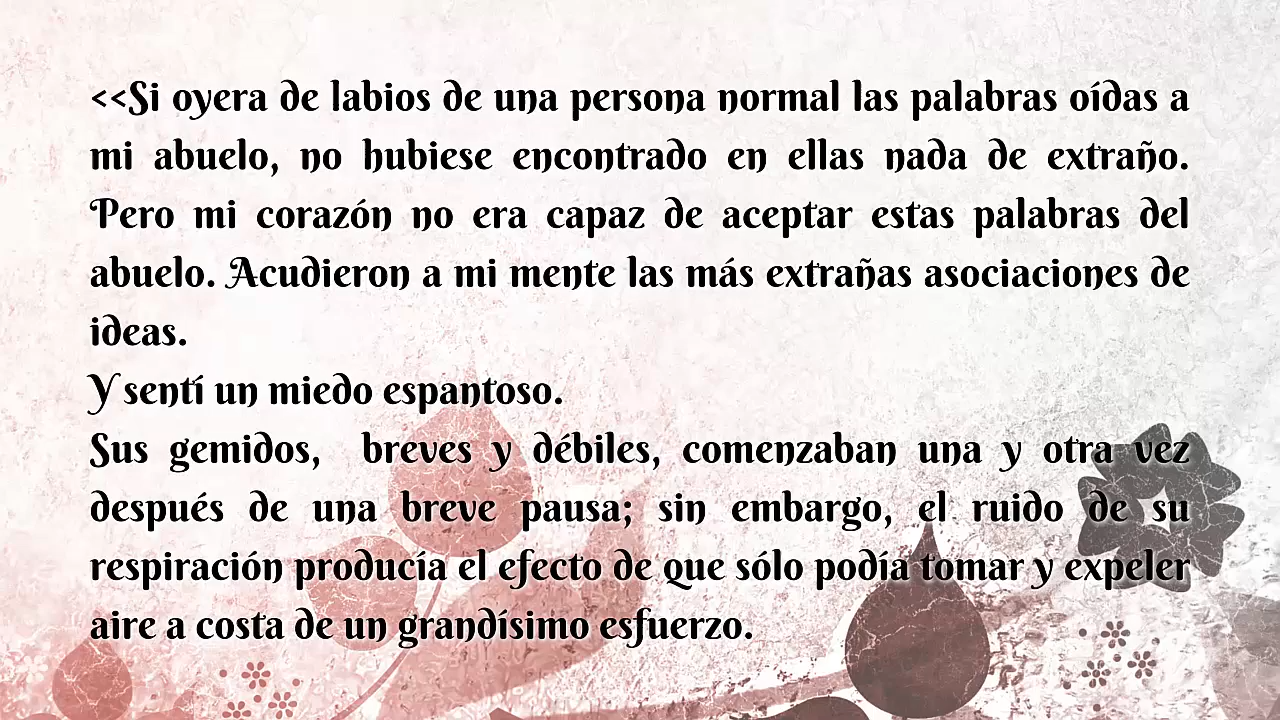 <<Si oyera de labios de una persona normal las palabras oídas a
mi abuelo, no hubiese encontrado en ellas nada de extraño.
Pero mi corazón no era capaz de aceptar estas palabras del
abuelo. Acudieron a mi mente las más extrañas asociaciones de
ideas.
Y sentí un miedo espantoso.
Sus gemidos, breves y débiles, comenzaban una y otra vez
después de una breve pausa; sin embargo, el ruido de su
respiración producía el efecto de que sólo podía tomar y expeler
aire a costa de un grandísimo esfuerzo.